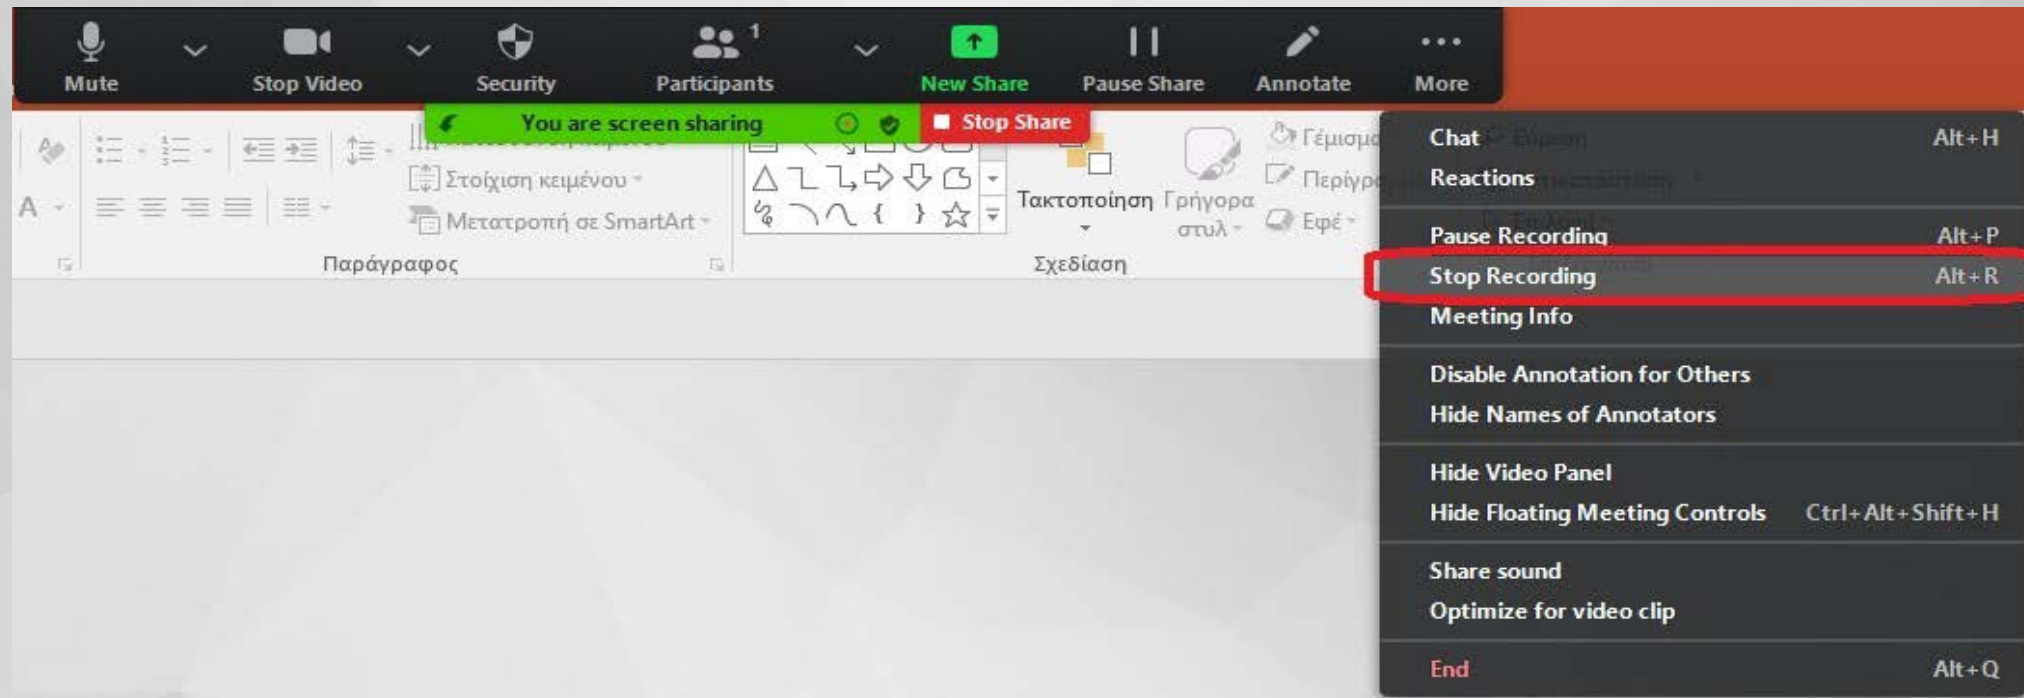 1
Mute Stop Video Security Participants New Share Pause Share Annotate More
You are screen sharing Stop Share
Στοίχιση κειμένου
Μετατροπή σε SmartArt
Παράγραφος
Τακτοποίηση
Γρήγορα
στυλ
Γέμισμα
Εφέ
Σχεδίαση
Chat Alt+H
Reactions
Pause Recording Alt+P
Stop Recording Alt+R
Meeting Info
Disable Annotation for Others
Hide Names of Annotators
Hide Video Panel
Hide Floating Meeting Controls Ctrl+Alt+Shift+H
Share sound
Optimize for video clip
End Alt+Q